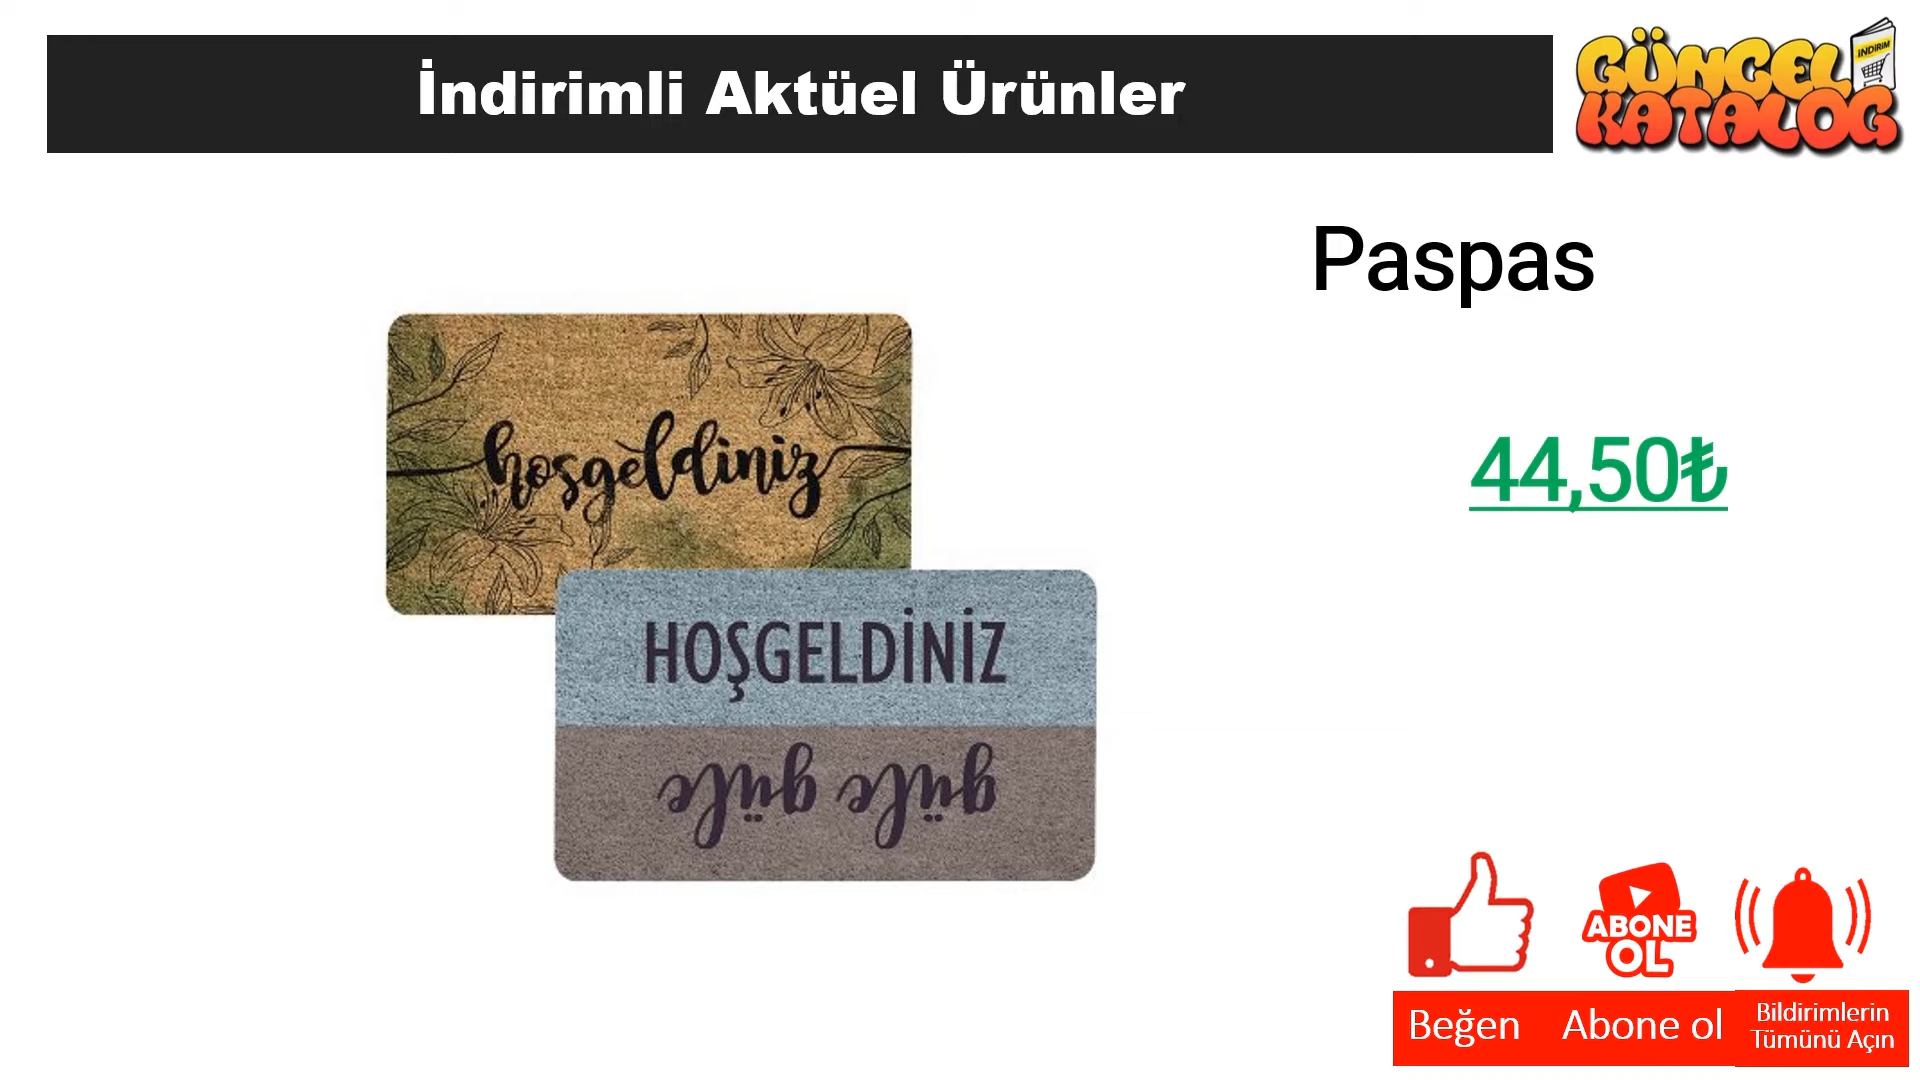 İndirimli Aktüel Ürünler
GÜNCEL
KATALOG
İNDİRİM
Paspas
44,50₺
hoşgeldiniz
HOŞGELDİNİZ
güle güle
ABONE
OL
Beğen
Abone ol
Bildirimlerin
Tümünü Açın